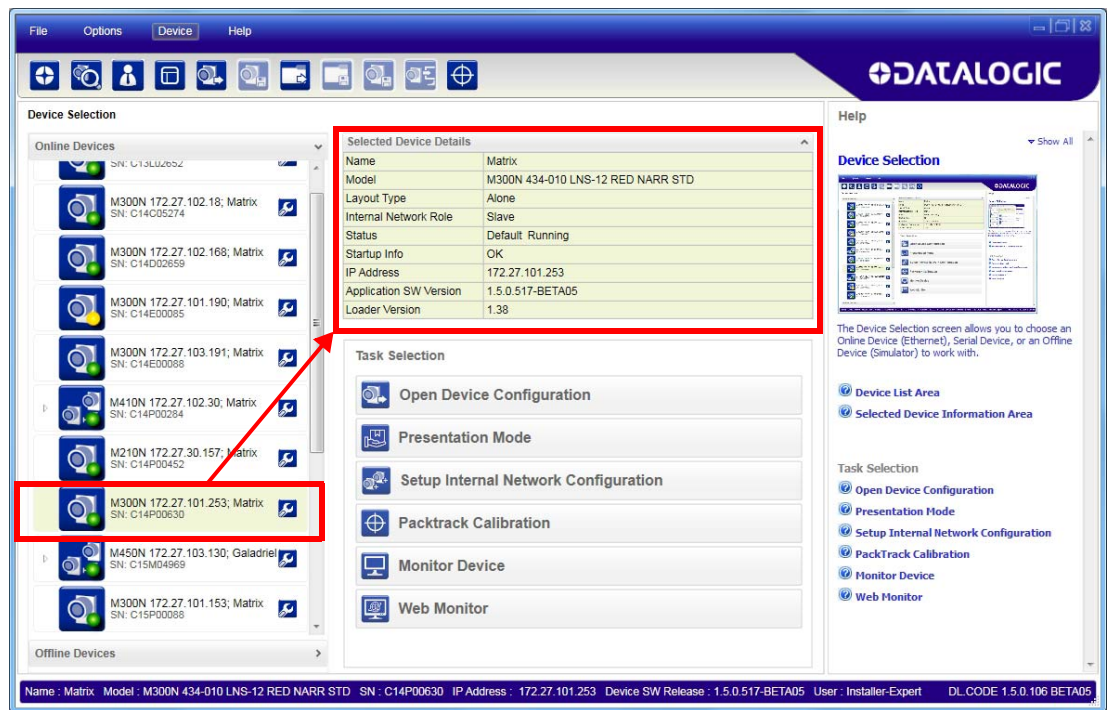 File Options Device Help
DATALOGIC
Device Selection
Online Devices
SN: C13L02652
M300N 172.27.102.18; Matrix
SN: C14C05274
M300N 172.27.102.168; Matrix
SN: C14D02659
M300N 172.27.101.190; Matrix
SN: C14E00085
M300N 172.27.103.191; Matrix
SN: C14E00088
M410N 172.27.102.30; Matrix
SN: C14P00284
M210N 172.27.30.157; Matrix
SN: C14P00452
M300N 172.27.101.253; Matrix
SN: C14P00630
M450N 172.27.103.130; Galadriel
SN: C15M04969
M300N 172.27.101.153; Matrix
SN: C15P00088
Offline Devices
Selected Device Details
Name Matrix
Model M300N 434-010 LNS-12 RED NARR STD
Layout Type Alone
Internal Network Role Slave
Status Default Running
Startup Info OK
IP Address 172.27.101.253
Application SW Version 1.5.0.517-BETA05
Loader Version 1.38
Task Selection
Open Device Configuration
Presentation Mode
Setup Internal Network Configuration
Packtrack Calibration
Monitor Device
Web Monitor
Help
Show All
Device Selection
DATALOGIC
The Device Selection screen allows you to choose an
Online Device (Ethernet), Serial Device, or an Offline
Device (Simulator) to work with.
Device List Area
Selected Device Information Area
Task Selection
Open Device Configuration
Presentation Mode
Setup Internal Network Configuration
PackTrack Calibration
Monitor Device
Web Monitor
Name : Matrix Model : M300N 434-010 LNS-12 RED NARR STD SN : C14P00630 IP Address : 172.27.101.253 Device SW Release : 1.5.0.517-BETA05 User : Installer-Expert DL.CODE 1.5.0.106 BETA05